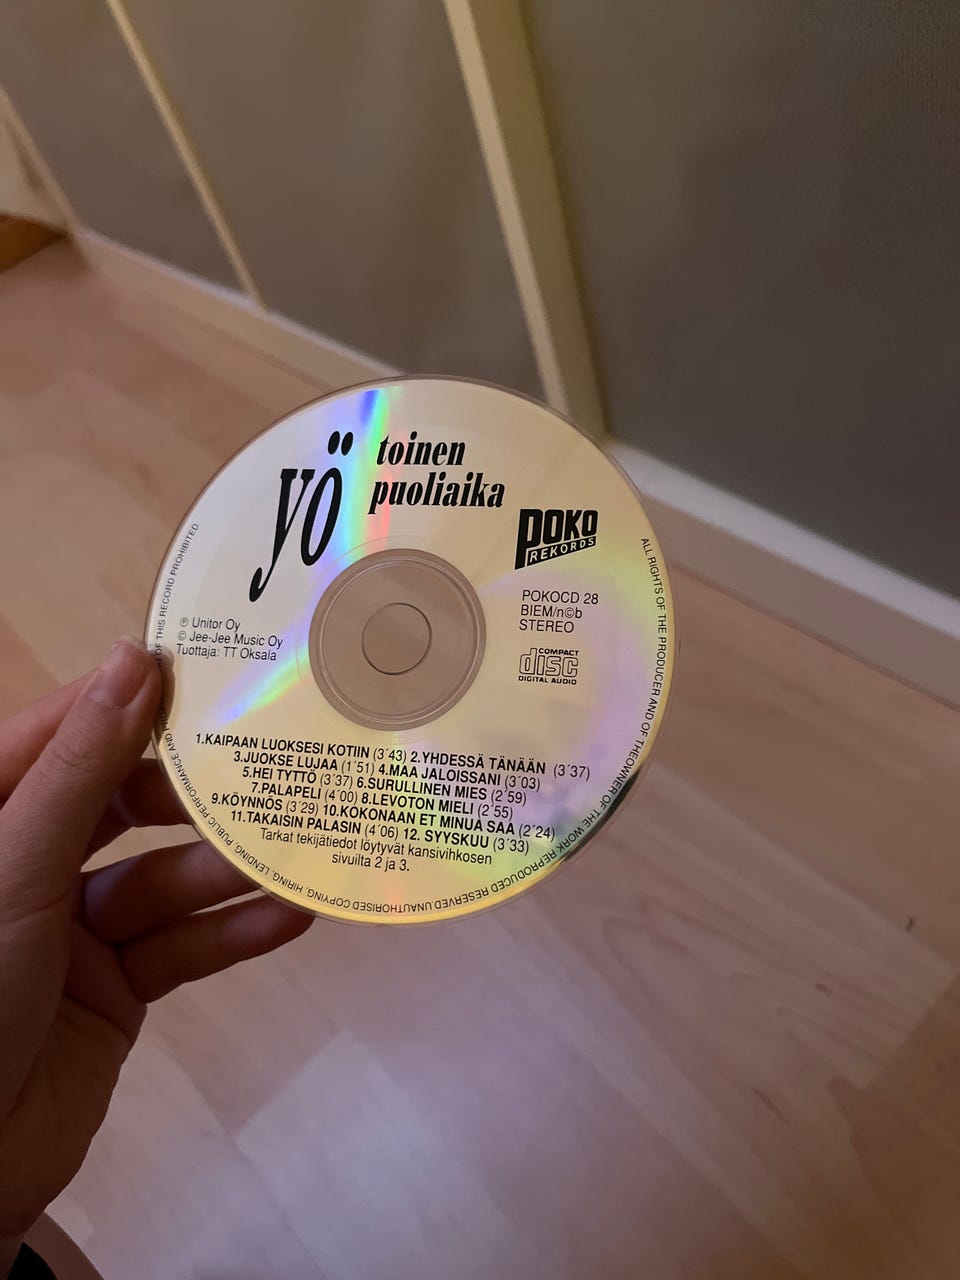 yö
toinen
puoliaika
POKO
REKORDS
POKOCD 28
BIEM/n©b
STEREO
COMPACT
disc
DIGITAL AUDIO
℗ Unitor Oy
© Jee-Jee Music Oy
Tuottaja: TT Oksala
1.KAIPAAN LUOKSESI KOTIIN (3´43) 2.YHDESSÄ TÄNÄÄN (3´37)
3.JUOKSE LUJAA (1´51) 4.MAA JALOISSANI (3´03)
5.HEI TYTTÖ (3´37) 6.SURULLINEN MIES (2´59)
7.PALAPELI (4´00) 8.LEVOTON MIELI (2´55)
9.KÖYNNÖS (3´29) 10.KOKONAAN ET MINUA SAA (2´24)
11.TAKAISIN PALASIN (4´06) 12. SYYSKUU (3´33)
Tarkat tekijätiedot löytyvät kansivihkosen
sivuilta 2 ja 3.
ALL RIGHTS OF THE PRODUCER AND OF THE OWNER OF THE WORK REPRODUCED RESERVED.UNAUTHORISED COPYING, HIRING, LENDING, PUBLIC PERFORMANCE AND OF THIS RECORD PROHIBITED